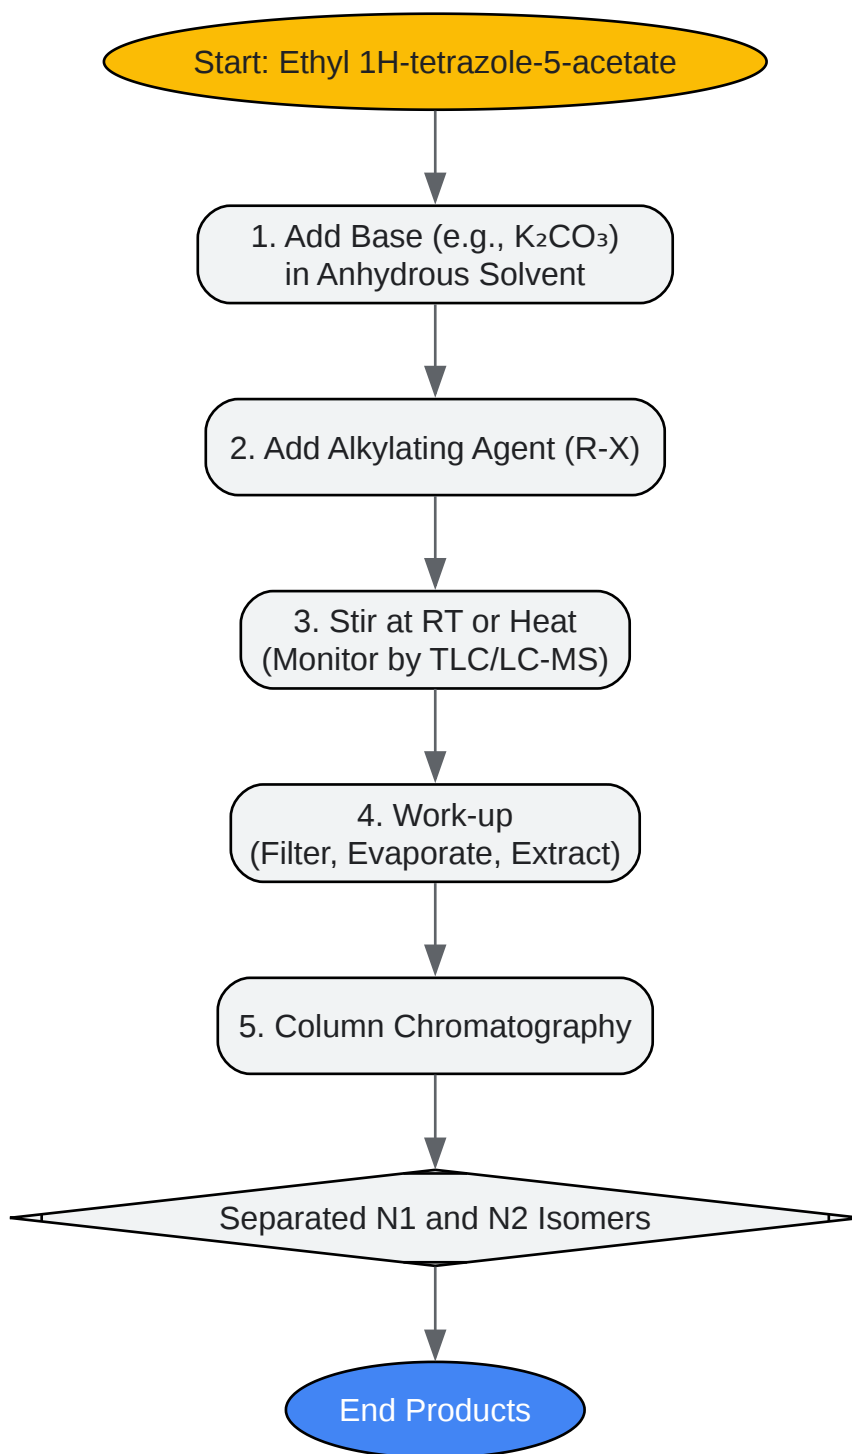 Start: Ethyl 1H-tetrazole-5-acetate
1. Add Base (e.g., K₂CO₃)
in Anhydrous Solvent
2. Add Alkylating Agent (R-X)
3. Stir at RT or Heat
(Monitor by TLC/LC-MS)
4. Work-up
(Filter, Evaporate, Extract)
5. Column Chromatography
Separated N1 and N2 Isomers
End Products